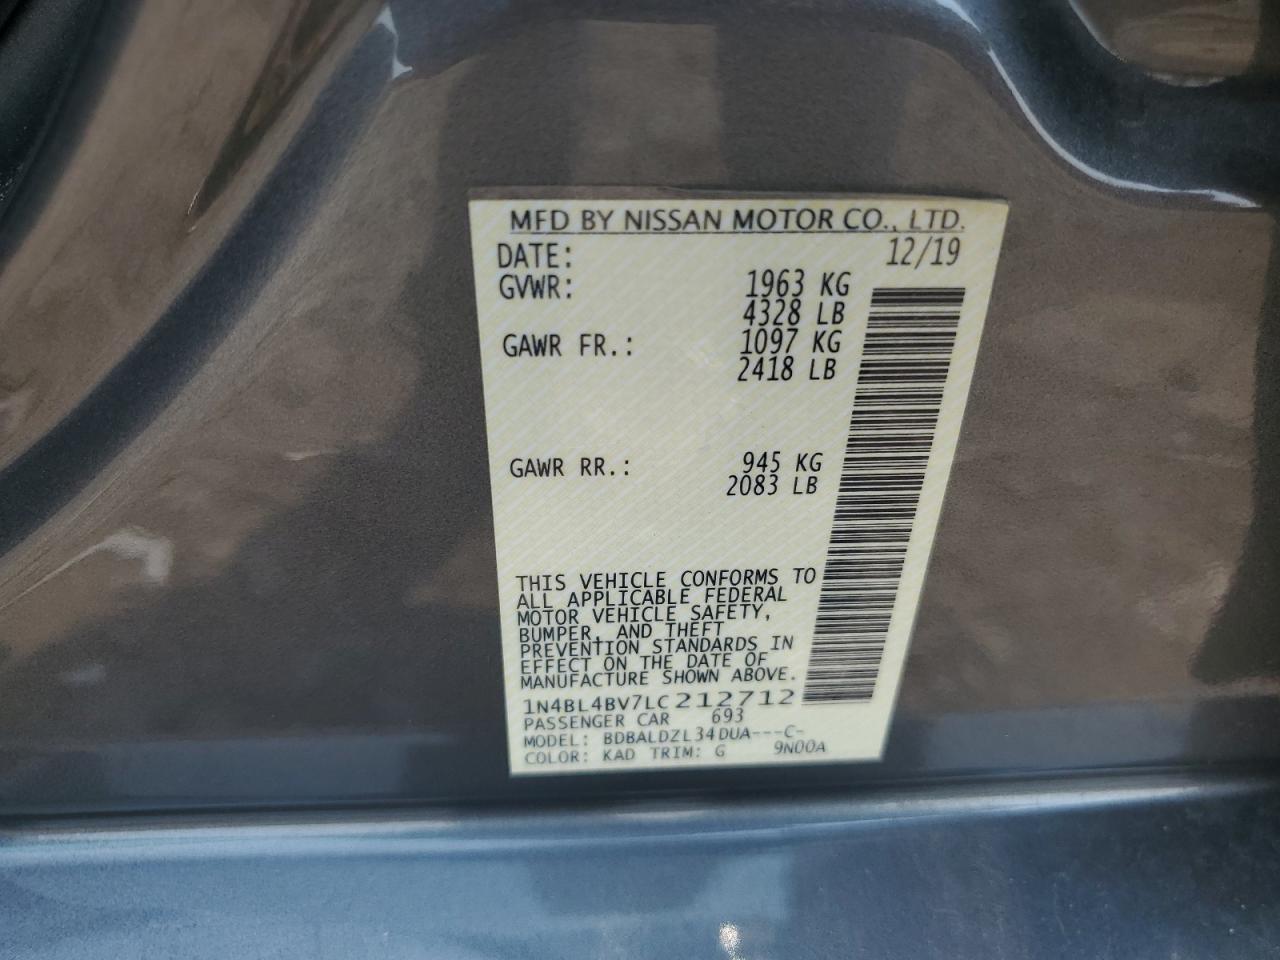 MFD BY NISSAN MOTOR CO., LTD.
DATE: 12/19
GVWR: 1963 KG
4328 LB
GAWR FR.: 1097 KG
2418 LB
GAWR RR.: 945 KG
2083 LB
THIS VEHICLE CONFORMS TO
ALL APPLICABLE FEDERAL
MOTOR VEHICLE SAFETY,
BUMPER, AND THEFT
PREVENTION STANDARDS IN
EFFECT ON THE DATE OF
MANUFACTURE SHOWN ABOVE.
1N4BL4BV7LC212712
PASSENGER CAR 693
MODEL: BDBALDZL34DUA---C-
COLOR: KAD TRIM: G 9N00A